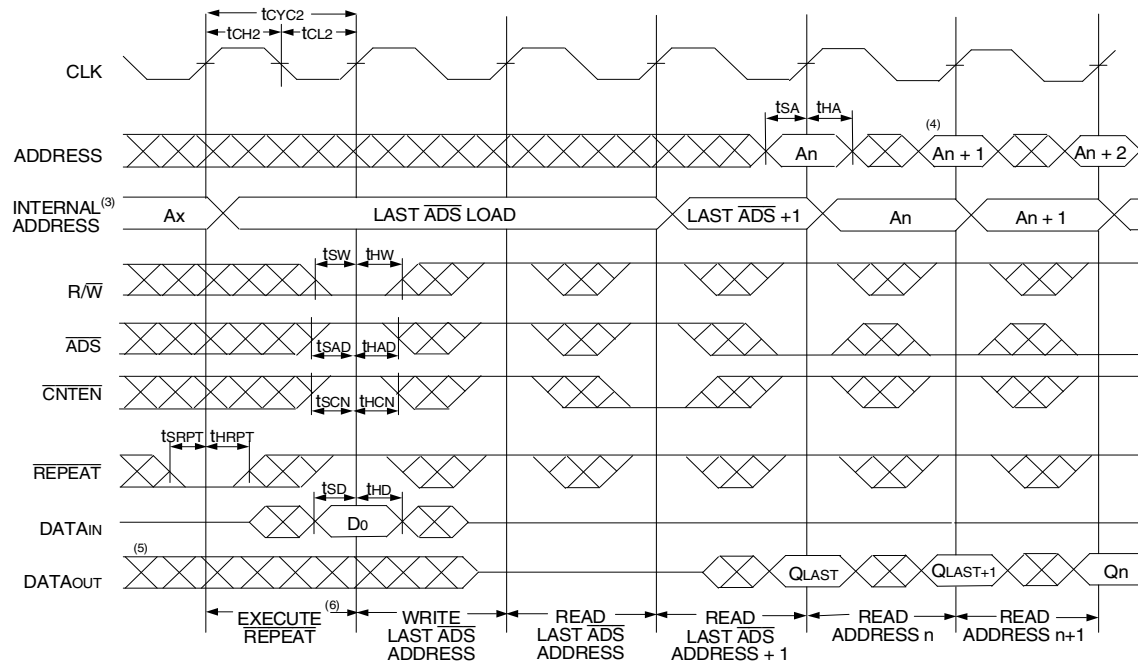 tCYC2
tCH2 tCL2
CLK
tSA tHA
ADDRESS An (4) An + 1 An + 2
INTERNAL(3) ADDRESS Ax LAST ADS LOAD LAST ADS +1 An An + 1
tSW tHW
R/W
ADS
tSAD tHAD
CNTEN
tSCN tHCN
tSRPT tHRPT
REPEAT
tSD tHD
DATAIN D0
(5)
DATAOUT QLAST QLAST+1 Qn
EXECUTE(6)
REPEAT
WRITE
LAST ADS
ADDRESS
READ
LAST ADS
ADDRESS
READ
LAST ADS
ADDRESS + 1
READ
ADDRESS n
READ
ADDRESS n+1